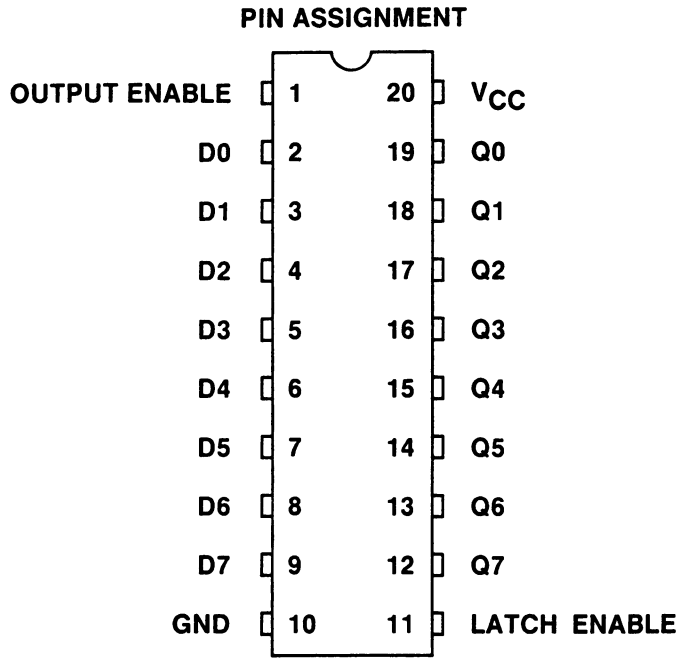 PIN ASSIGNMENT
OUTPUT ENABLE 1 20 VCC
D0 2 19 Q0
D1 3 18 Q1
D2 4 17 Q2
D3 5 16 Q3
D4 6 15 Q4
D5 7 14 Q5
D6 8 13 Q6
D7 9 12 Q7
GND 10 11 LATCH ENABLE